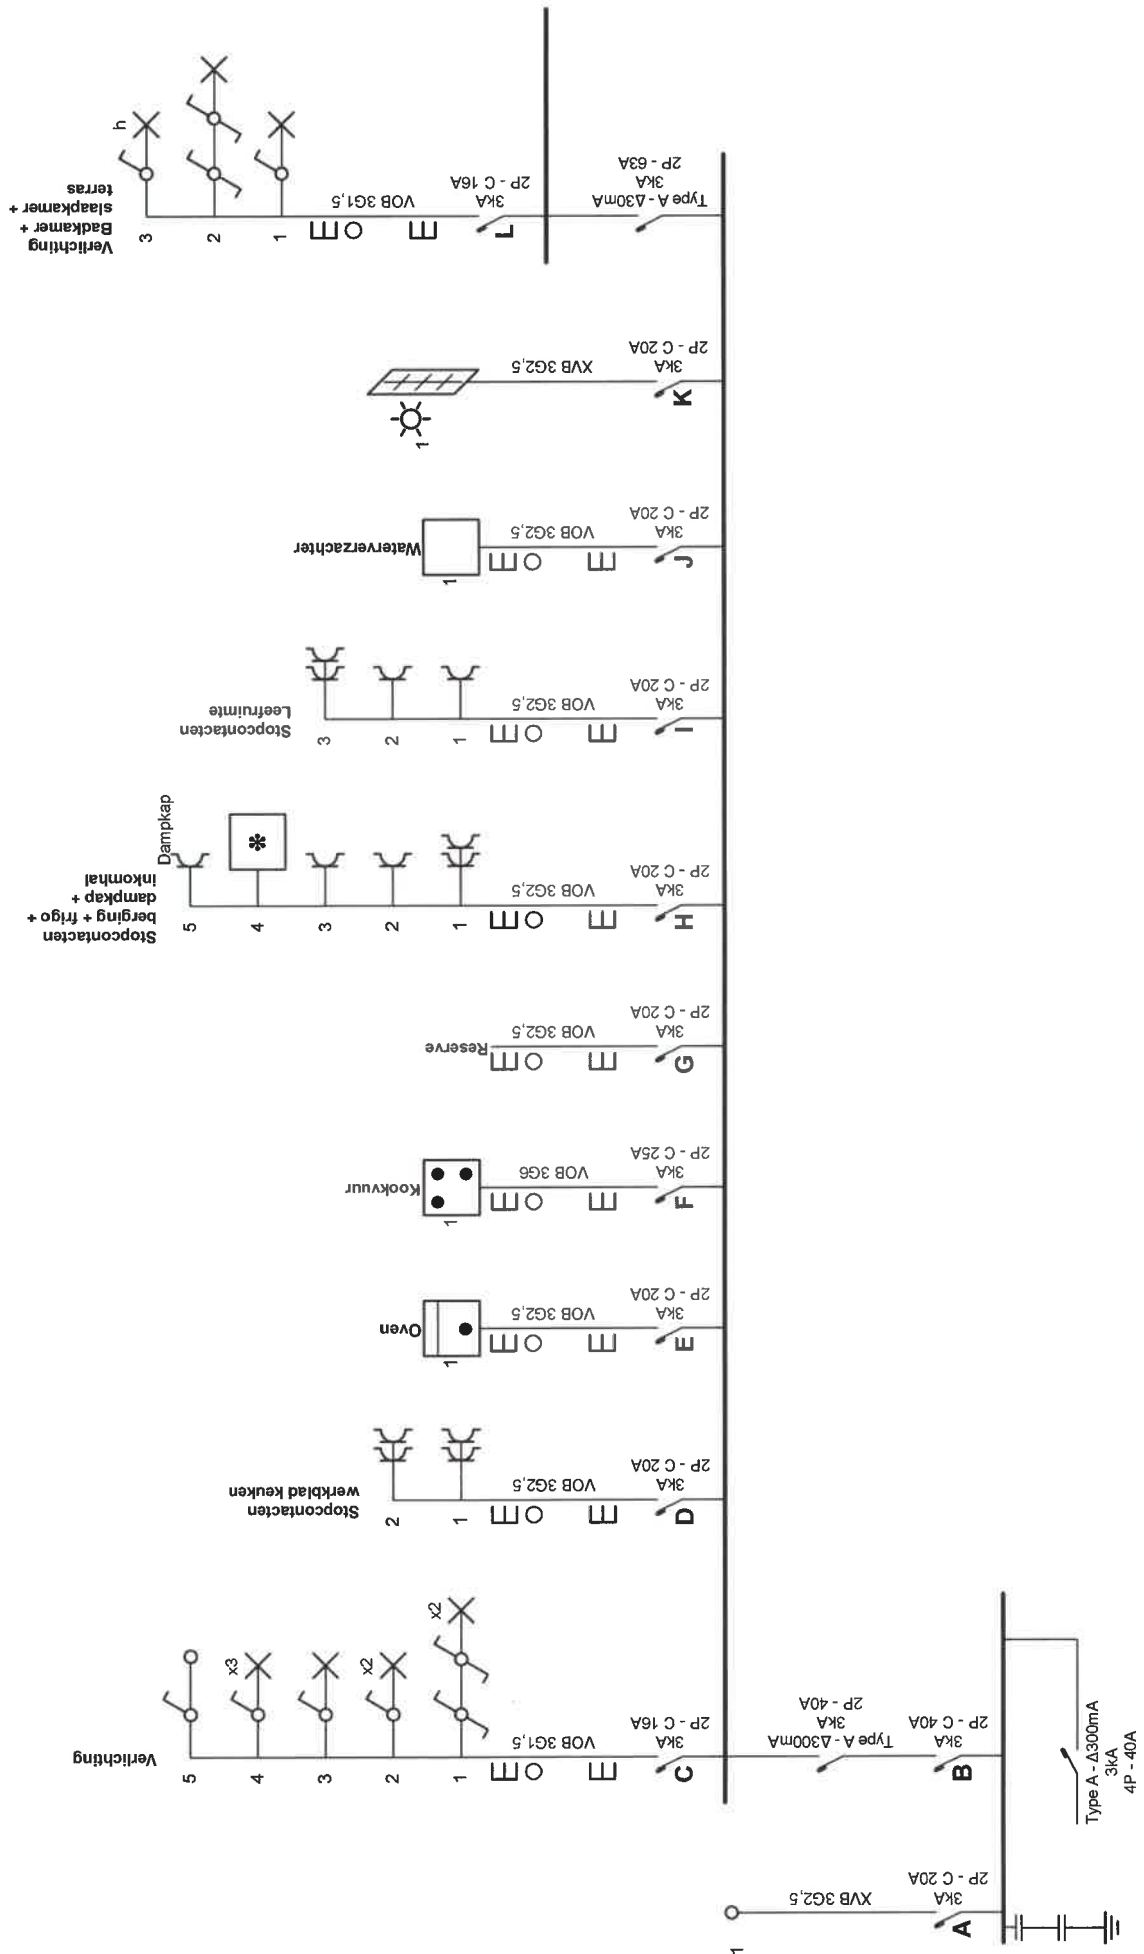 Verlichting
Badkamer +
slaapkamer +
terras
h
3
2
1
VOB 3G1,5
L
2P - C 16A
3kA
2P - 63A
3kA
Type A - Δ30mA
1
XVB 3G2,5
K
2P - C 20A
3kA
Waterverzachter
1
VOB 3G2,5
J
2P - C 20A
3kA
Stopcontacten
Leefruimte
3
2
1
VOB 3G2,5
I
2P - C 20A
3kA
Stopcontacten
berging + frigo +
dampkap +
inkomhal
Dampkap
5
4
*
3
2
1
VOB 3G2,5
H
2P - C 20A
3kA
Reserve
VOB 3G2,5
G
2P - C 20A
3kA
Kookvuur
1
VOB 3G6
F
2P - C 25A
3kA
Oven
1
VOB 3G2,5
E
2P - C 20A
3kA
Stopcontacten
werkblad keuken
2
1
VOB 3G2,5
D
2P - C 20A
3kA
Verlichting
5
4
x3
3
2
x2
1
x2
VOB 3G1,5
C
2P - C 16A
3kA
2P - 40A
3kA
Type A - Δ300mA
B
2P - C 40A
3kA
1
XVB 3G2,5
A
2P - C 20A
3kA
Type A - Δ300mA
3kA
4P - 40A